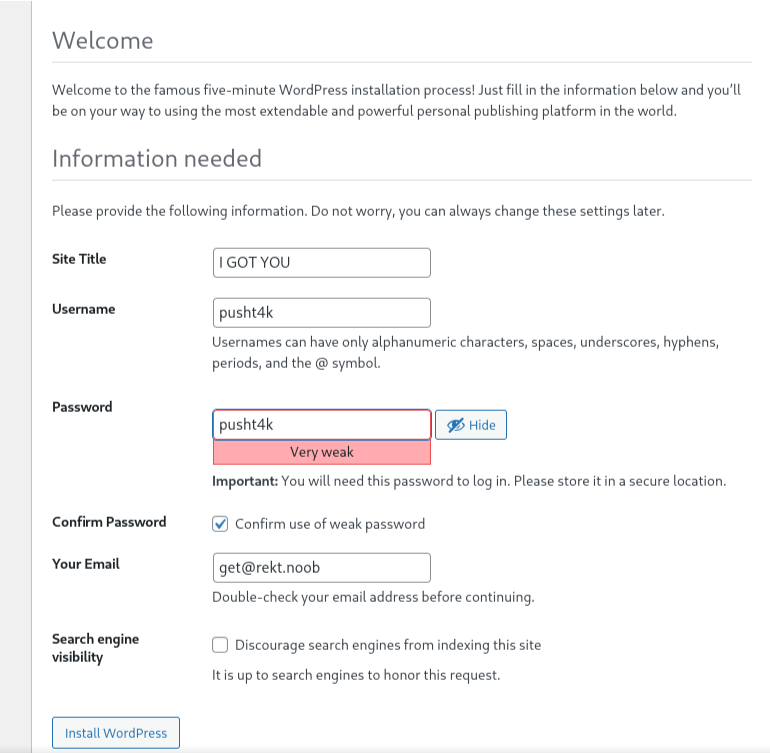 Welcome
Welcome to the famous five-minute WordPress installation process! Just fill in the information below and you’ll
be on your way to using the most extendable and powerful personal publishing platform in the world.
Information needed
Please provide the following information. Do not worry, you can always change these settings later.
Site Title
I GOT YOU
Username
pusht4k
Usernames can have only alphanumeric characters, spaces, underscores, hyphens,
periods, and the @ symbol.
Password
pusht4k
Hide
Very weak
Important: You will need this password to log in. Please store it in a secure location.
Confirm Password
Confirm use of weak password
Your Email
get@rekt.noob
Double-check your email address before continuing.
Search engine
visibility
Discourage search engines from indexing this site
It is up to search engines to honor this request.
Install WordPress